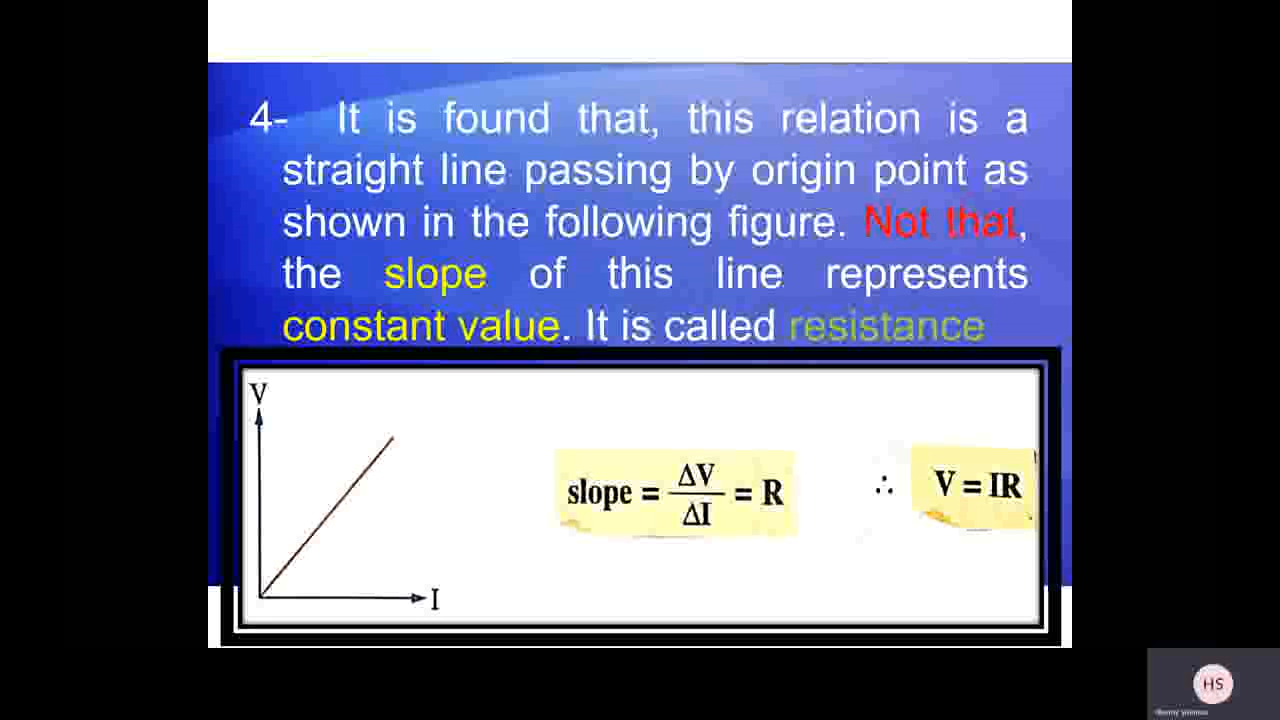 4- It is found that, this relation is a
straight line passing by origin point as
shown in the following figure. Not that,
the slope of this line represents
constant value. It is called resistance
V
I
slope = ΔV/ΔI = R
∴ V = IR
HS